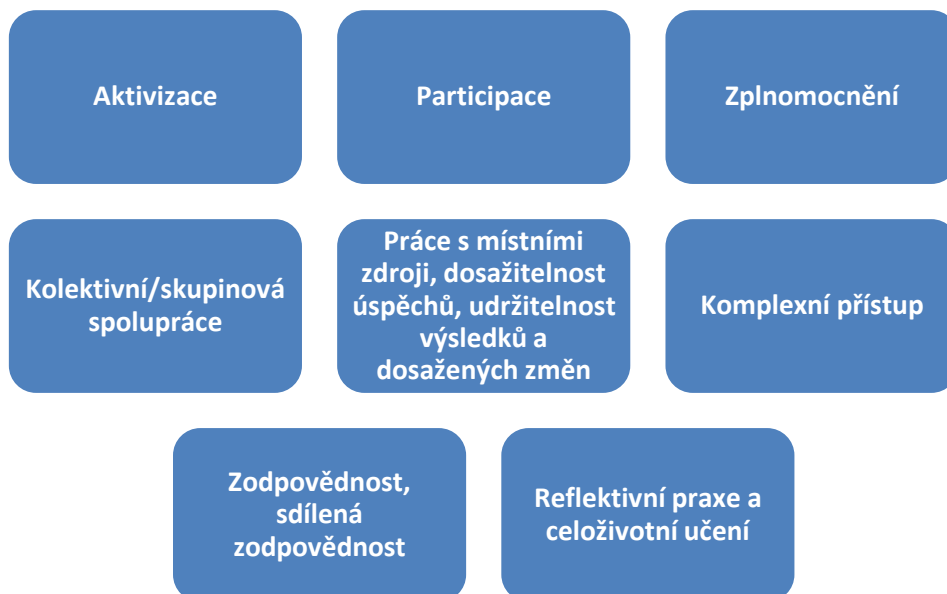 Aktivizace
Participace
Zplnomocnění
Kolektivní/skupinová
spolupráce
Práce s místními
zdroji, dosažitelnost
úspěchů, udržitelnost
výsledků a
dosažených změn
Komplexní přístup
Zodpovědnost,
sdílená
zodpovědnost
Reflektivní praxe a
celoživotní učení